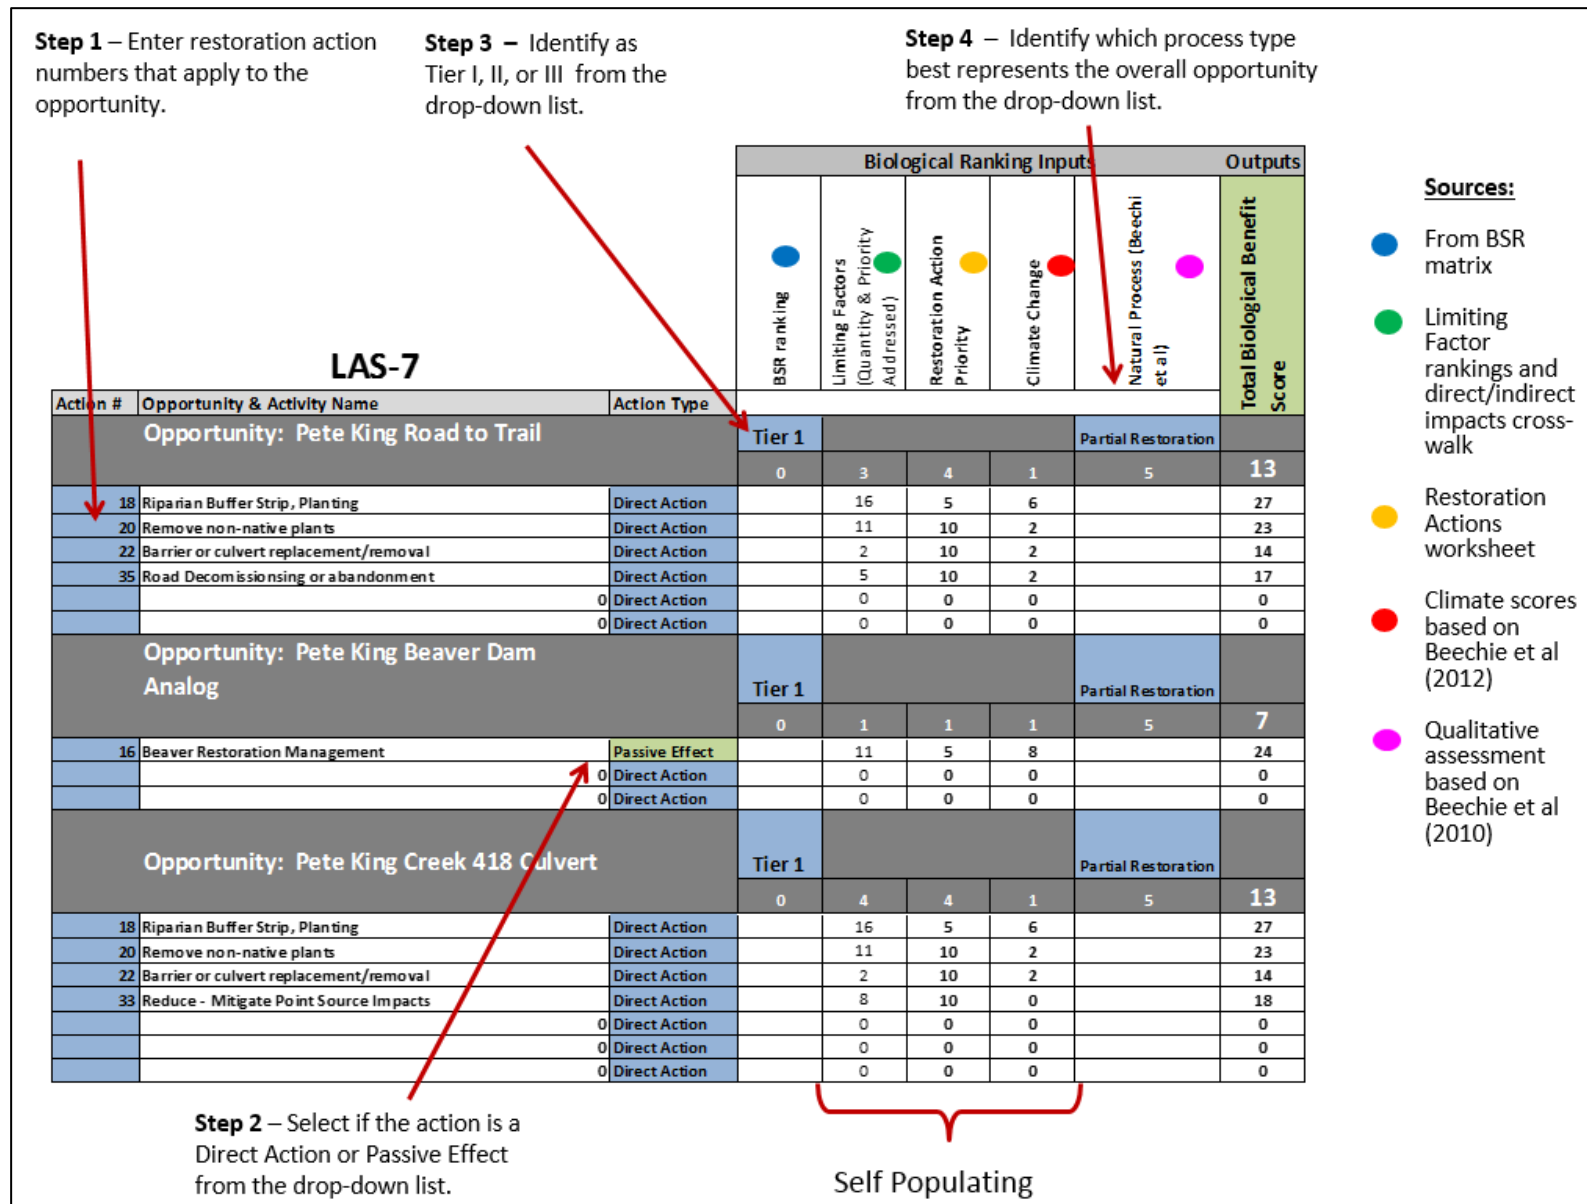 Step 1 – Enter restoration action
numbers that apply to the
opportunity.
Step 3 – Identify as
Tier I, II, or III from the
drop-down list.
Step 4 – Identify which process type
best represents the overall opportunity
from the drop-down list.
Biological Ranking Inputs Outputs
BSR ranking
Limiting Factors
(Quantity & Priority
Addressed)
Restoration Action
Priority
Climate Change
Natural Process (Beechi
et al)
Total Biological Benefit
Score
LAS-7
Action # Opportunity & Activity Name Action Type
Opportunity: Pete King Road to Trail Tier 1 Partial Restoration
0 3 4 1 5 13
18 Riparian Buffer Strip, Planting Direct Action 16 5 6 27
20 Remove non-native plants Direct Action 11 10 2 23
22 Barrier or culvert replacement/removal Direct Action 2 10 2 14
35 Road Decomissionsing or abandonment Direct Action 5 10 2 17
0 Direct Action 0 0 0 0
0 Direct Action 0 0 0 0
Opportunity: Pete King Beaver Dam
Analog Tier 1 Partial Restoration
0 1 1 1 5 7
16 Beaver Restoration Management Passive Effect 11 5 8 24
0 Direct Action 0 0 0 0
0 Direct Action 0 0 0 0
Opportunity: Pete King Creek 418 Culvert Tier 1 Partial Restoration
0 4 4 1 5 13
18 Riparian Buffer Strip, Planting Direct Action 16 5 6 27
20 Remove non-native plants Direct Action 11 10 2 23
22 Barrier or culvert replacement/removal Direct Action 2 10 2 14
33 Reduce - Mitigate Point Source Impacts Direct Action 8 10 0 18
0 Direct Action 0 0 0 0
0 Direct Action 0 0 0 0
0 Direct Action 0 0 0 0
Step 2 – Select if the action is a
Direct Action or Passive Effect
from the drop-down list.
Self Populating
Sources:
From BSR
matrix
Limiting
Factor
rankings and
direct/indirect
impacts cross-
walk
Restoration
Actions
worksheet
Climate scores
based on
Beechie et al
(2012)
Qualitative
assessment
based on
Beechie et al
(2010)